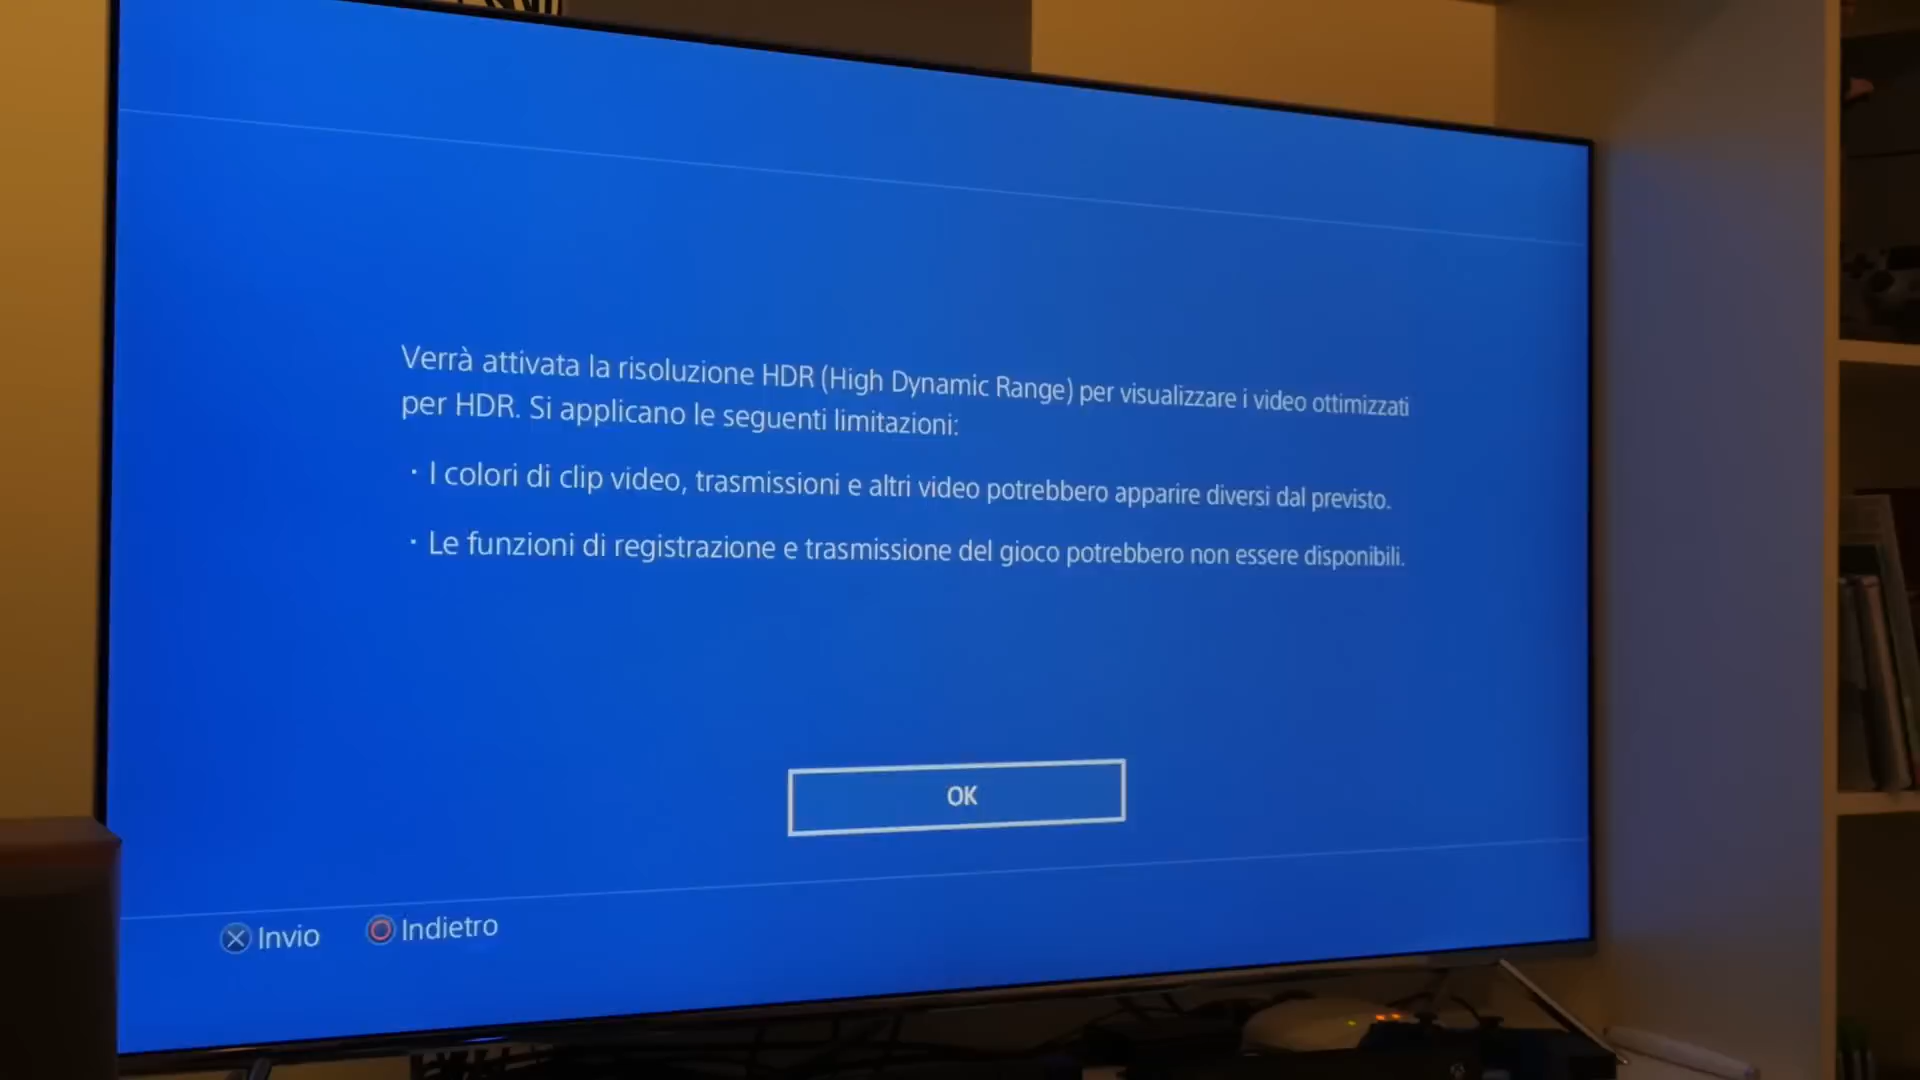 Verrà attivata la risoluzione HDR (High Dynamic Range) per visualizzare i video ottimizzati
per HDR. Si applicano le seguenti limitazioni:
· I colori di clip video, trasmissioni e altri video potrebbero apparire diversi dal previsto.
· Le funzioni di registrazione e trasmissione del gioco potrebbero non essere disponibili.
OK
Invio Indietro